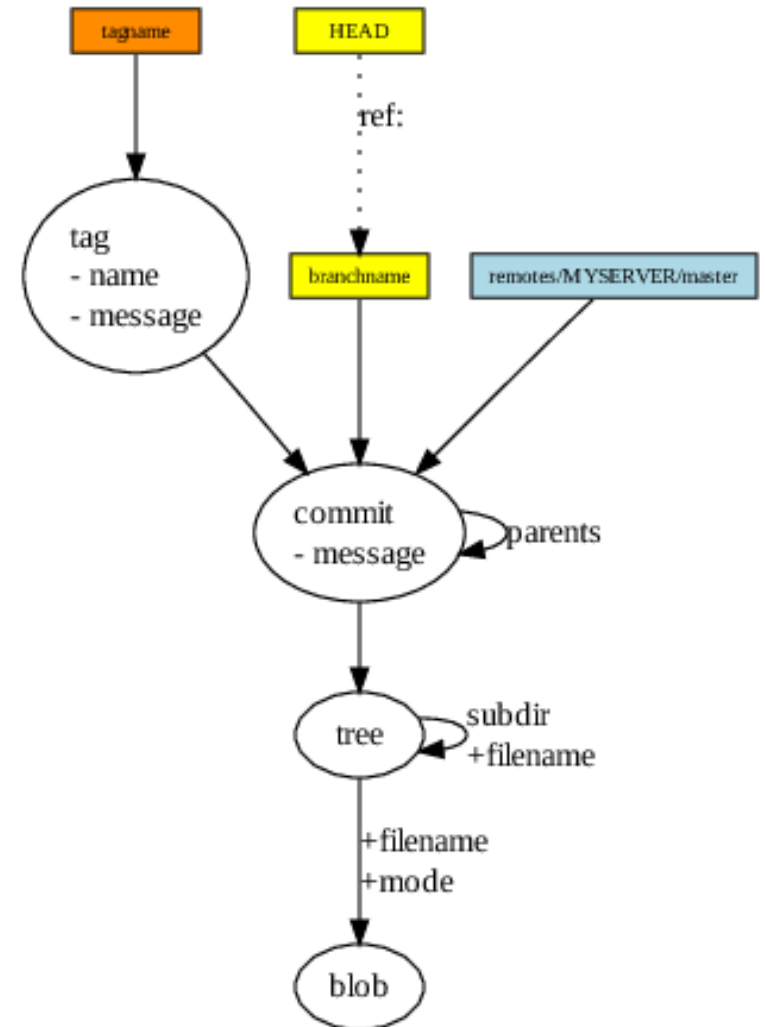 tagname
HEAD
ref:
tag
- name
- message
branchname
remotes/MYSERVER/master
commit
- message
parents
tree
subdir
+filename
+filename
+mode
blob